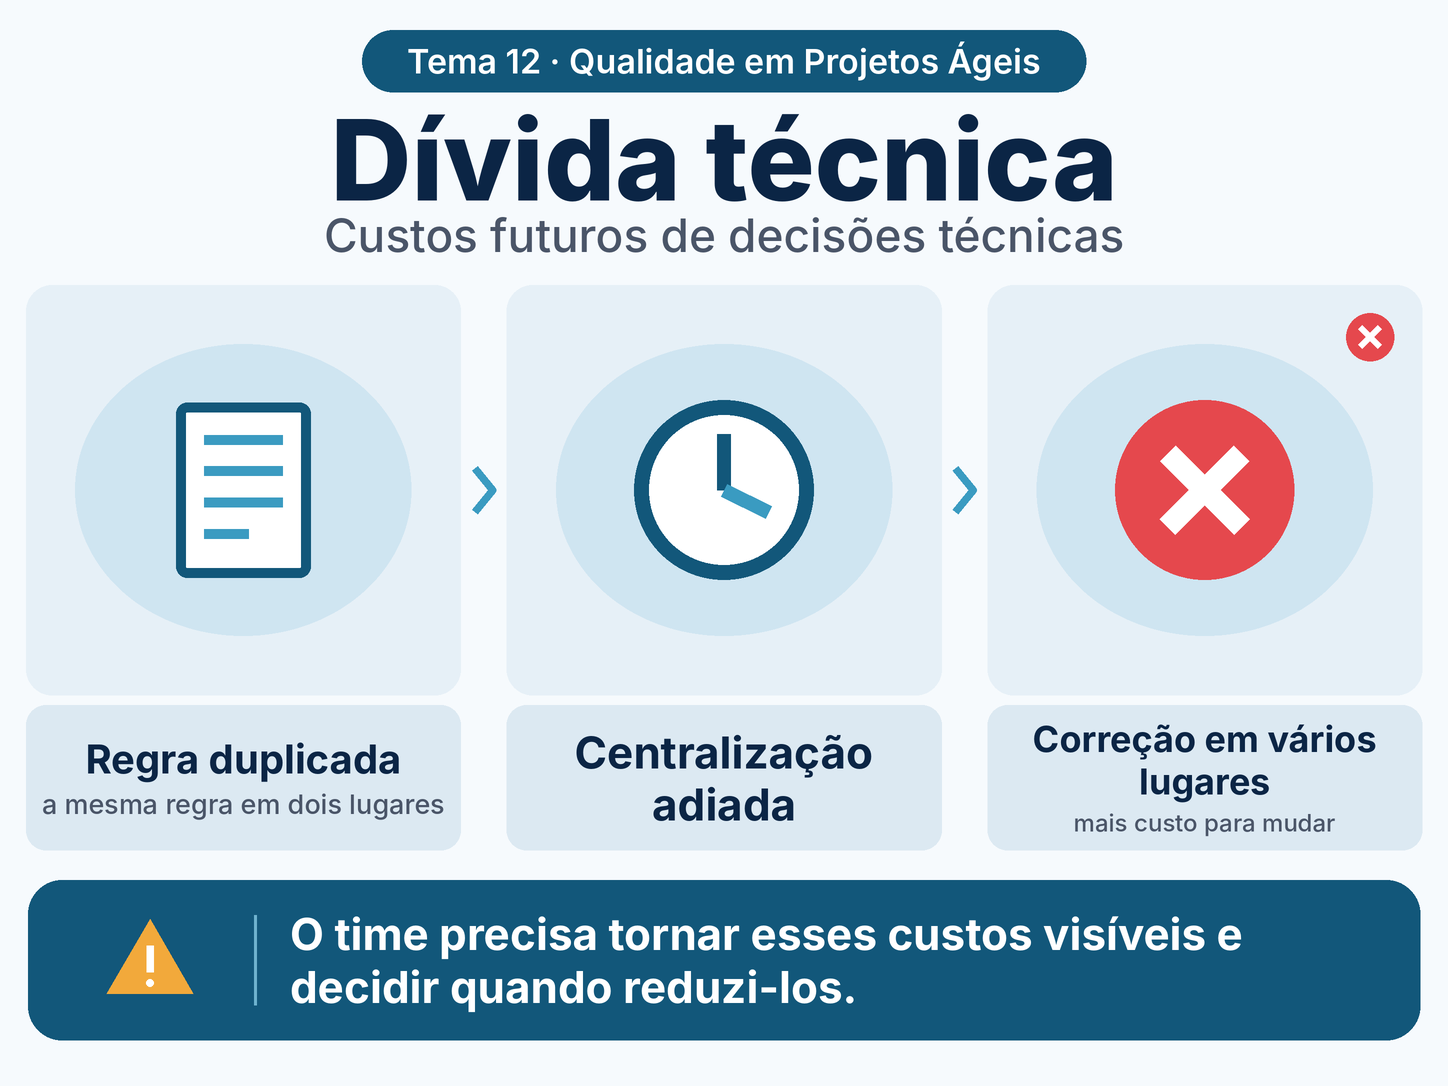 Tema 12 · Qualidade em Projetos Ágeis
Dívida técnica
Custos futuros de decisões técnicas
Regra duplicada
a mesma regra em dois lugares
Centralização
adiada
Correção em vários
lugares
mais custo para mudar
O time precisa tornar esses custos visíveis e
decidir quando reduzi-los.